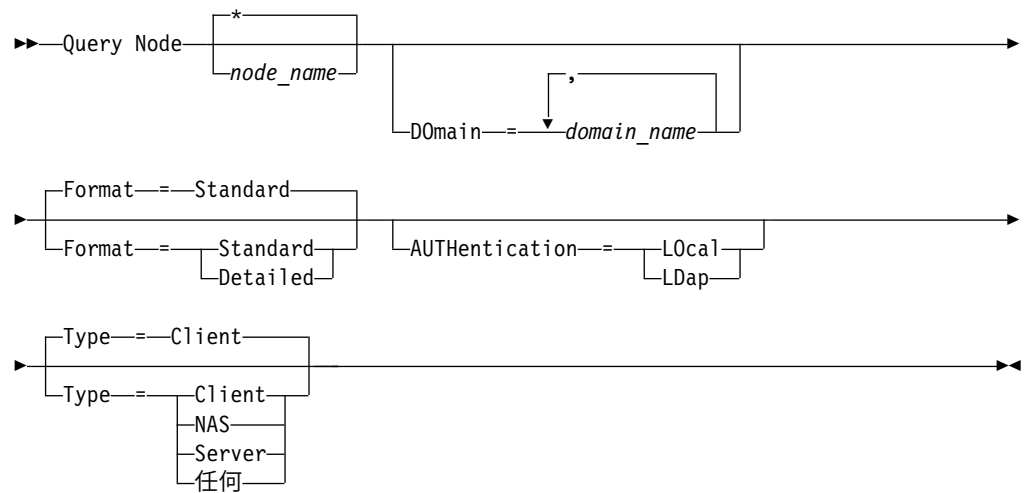 *
Query Node
node_name
,
DOmain = domain_name
Format = Standard
Format = Standard
Detailed
AUTHentication = LOcal
LDap
Type = Client
Type = Client
NAS
Server
任何